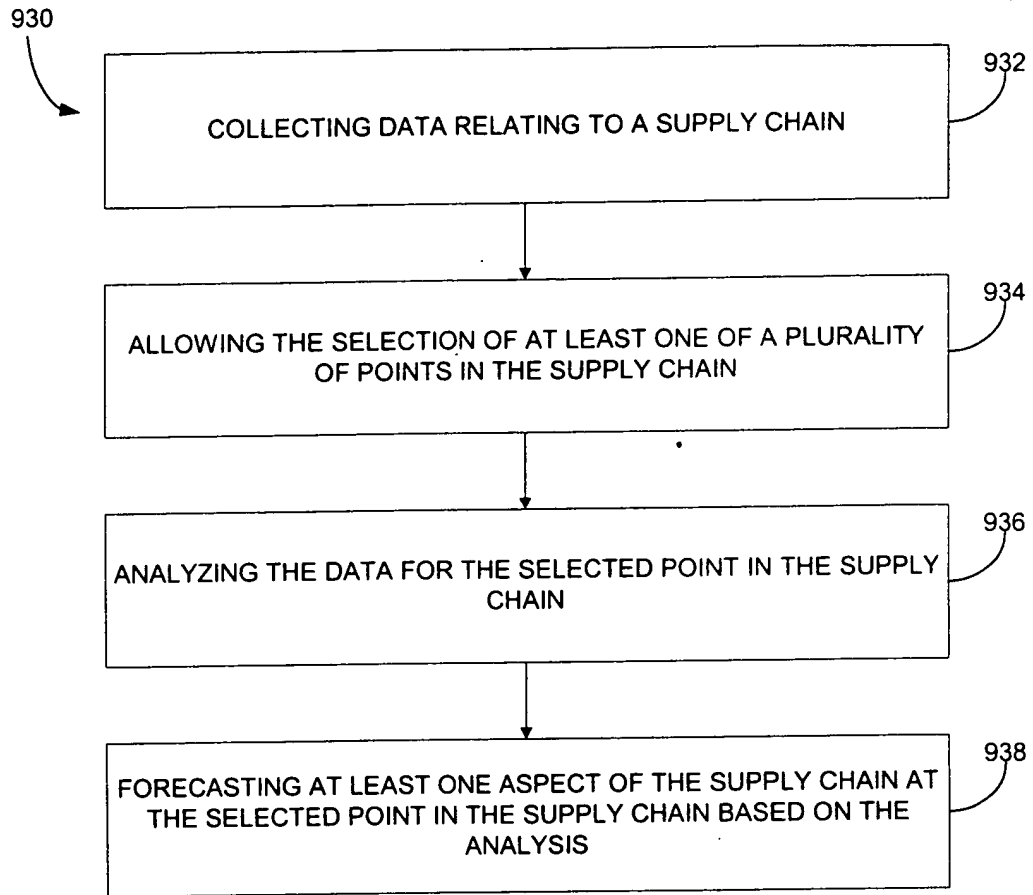 930
932
COLLECTING DATA RELATING TO A SUPPLY CHAIN
934
ALLOWING THE SELECTION OF AT LEAST ONE OF A PLURALITY
OF POINTS IN THE SUPPLY CHAIN
936
ANALYZING THE DATA FOR THE SELECTED POINT IN THE SUPPLY
CHAIN
938
FORECASTING AT LEAST ONE ASPECT OF THE SUPPLY CHAIN AT
THE SELECTED POINT IN THE SUPPLY CHAIN BASED ON THE
ANALYSIS